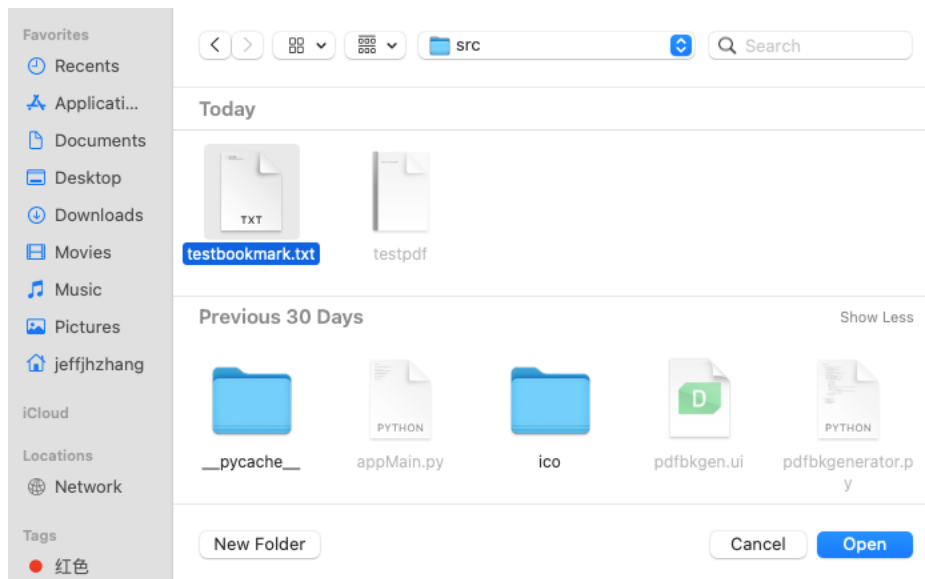 Favorites
Recents
Applicati...
Documents
Desktop
Downloads
Movies
Music
Pictures
jeffjhzhang
iCloud
Locations
Network
Tags
红色
src
Search
Today
TXT
testbookmark.txt
testpdf
Previous 30 Days
Show Less
__pycache__
PYTHON
appMain.py
ico
D
pdfbkgen.ui
PYTHON
pdfbkgenerator.p
y
New Folder
Cancel
Open